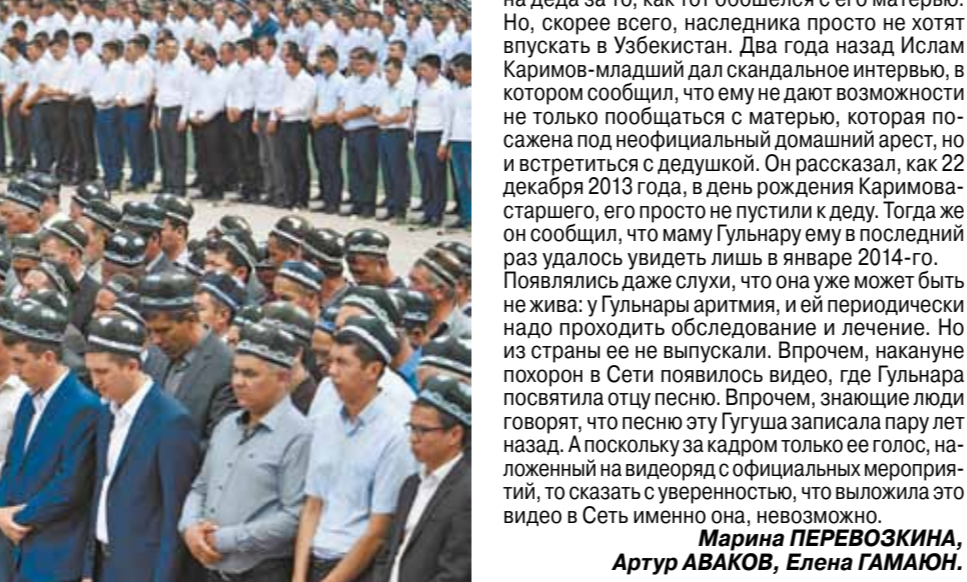 на деда за то, как тот обошелся с его матерью.
Но, скорее всего, наследника просто не хотят
впускать в Узбекистан. Два года назад Ислам
Каримов-младший дал скандальное интервью, в
котором сообщил, что ему не дают возможности
не только пообщаться с матерью, которая по-
сажена под неофициальный домашний арест, но
и встретиться с дедушкой. Он рассказал, как 22
декабря 2013 года, в день рождения Каримова-
старшего, его просто не пустили к деду. Тогда же
он сообщил, что маму Гульнару ему в последний
раз удалось увидеть лишь в январе 2014-го.
Появлялись даже слухи, что она уже может быть
не жива: у Гульнары аритмия, и ей периодически
надо проходить обследование и лечение. Но
из страны ее не выпускали. Впрочем, накануне
похорон в Сети появилось видео, где Гульнара
посвятила отцу песню. Впрочем, знающие люди
говорят, что песню эту Гугуша записала пару лет
назад. А поскольку за кадром только ее голос, на-
ложенный на видеоряд с официальных мероприя-
тий, то сказать с уверенностью, что выложила это
видео в Сеть именно она, невозможно.
Марина ПЕРЕВОЗКИНА,
Артур АВАКОВ, Елена ГАМАЮН.